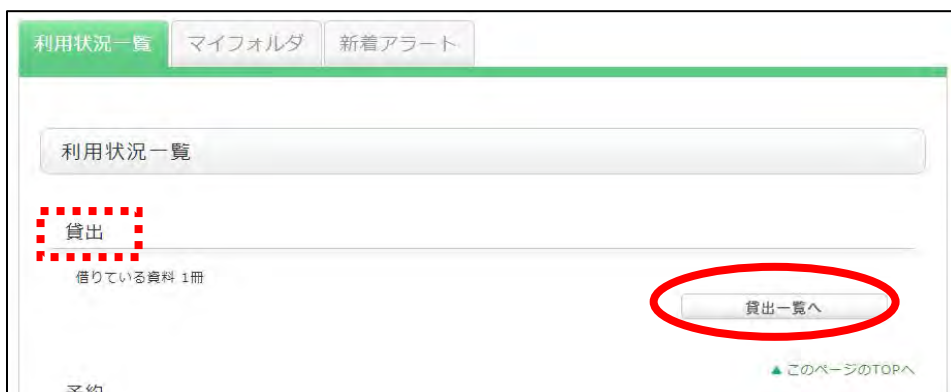 利用状況一覧 マイフォルダ 新着アラート
利用状況一覧
貸出
借りている資料 1冊
貸出一覧へ
▲このページのTOPへ
予約